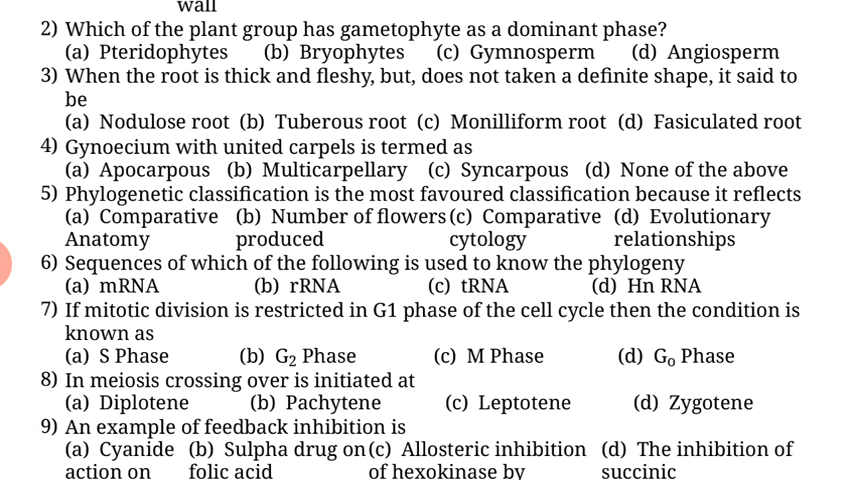 wall
2) Which of the plant group has gametophyte as a dominant phase?
(a) Pteridophytes (b) Bryophytes (c) Gymnosperm (d) Angiosperm
3) When the root is thick and fleshy, but, does not taken a definite shape, it said to
be
(a) Nodulose root (b) Tuberous root (c) Monilliform root (d) Fasiculated root
4) Gynoecium with united carpels is termed as
(a) Apocarpous (b) Multicarpellary (c) Syncarpous (d) None of the above
5) Phylogenetic classification is the most favoured classification because it reflects
(a) Comparative (b) Number of flowers (c) Comparative (d) Evolutionary
Anatomy produced cytology relationships
6) Sequences of which of the following is used to know the phylogeny
(a) mRNA (b) rRNA (c) tRNA (d) Hn RNA
7) If mitotic division is restricted in G1 phase of the cell cycle then the condition is
known as
(a) S Phase (b) G₂ Phase (c) M Phase (d) G₀ Phase
8) In meiosis crossing over is initiated at
(a) Diplotene (b) Pachytene (c) Leptotene (d) Zygotene
9) An example of feedback inhibition is
(a) Cyanide (b) Sulpha drug on (c) Allosteric inhibition (d) The inhibition of
action on folic acid of hexokinase by succinic